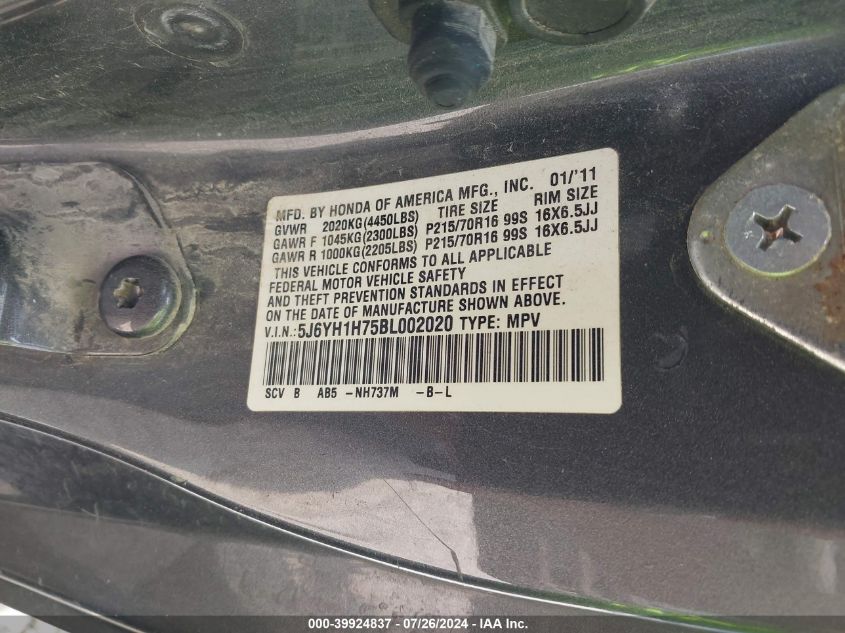 MFD. BY HONDA OF AMERICA MFG., INC. 01/'11
GVWR 2020KG(4450LBS) TIRE SIZE RIM SIZE
GAWR F 1045KG(2300LBS) P215/70R16 99S 16X6.5JJ
GAWR R 1000KG(2205LBS) P215/70R16 99S 16X6.5JJ
THIS VEHICLE CONFORMS TO ALL APPLICABLE
FEDERAL MOTOR VEHICLE SAFETY
AND THEFT PREVENTION STANDARDS IN EFFECT
ON THE DATE OF MANUFACTURE SHOWN ABOVE.
V.I.N.: 5J6YH1H75BL002020 TYPE: MPV
SCV B AB5 -NH737M -B-L
000-39924837 - 07/26/2024 - IAAI.com